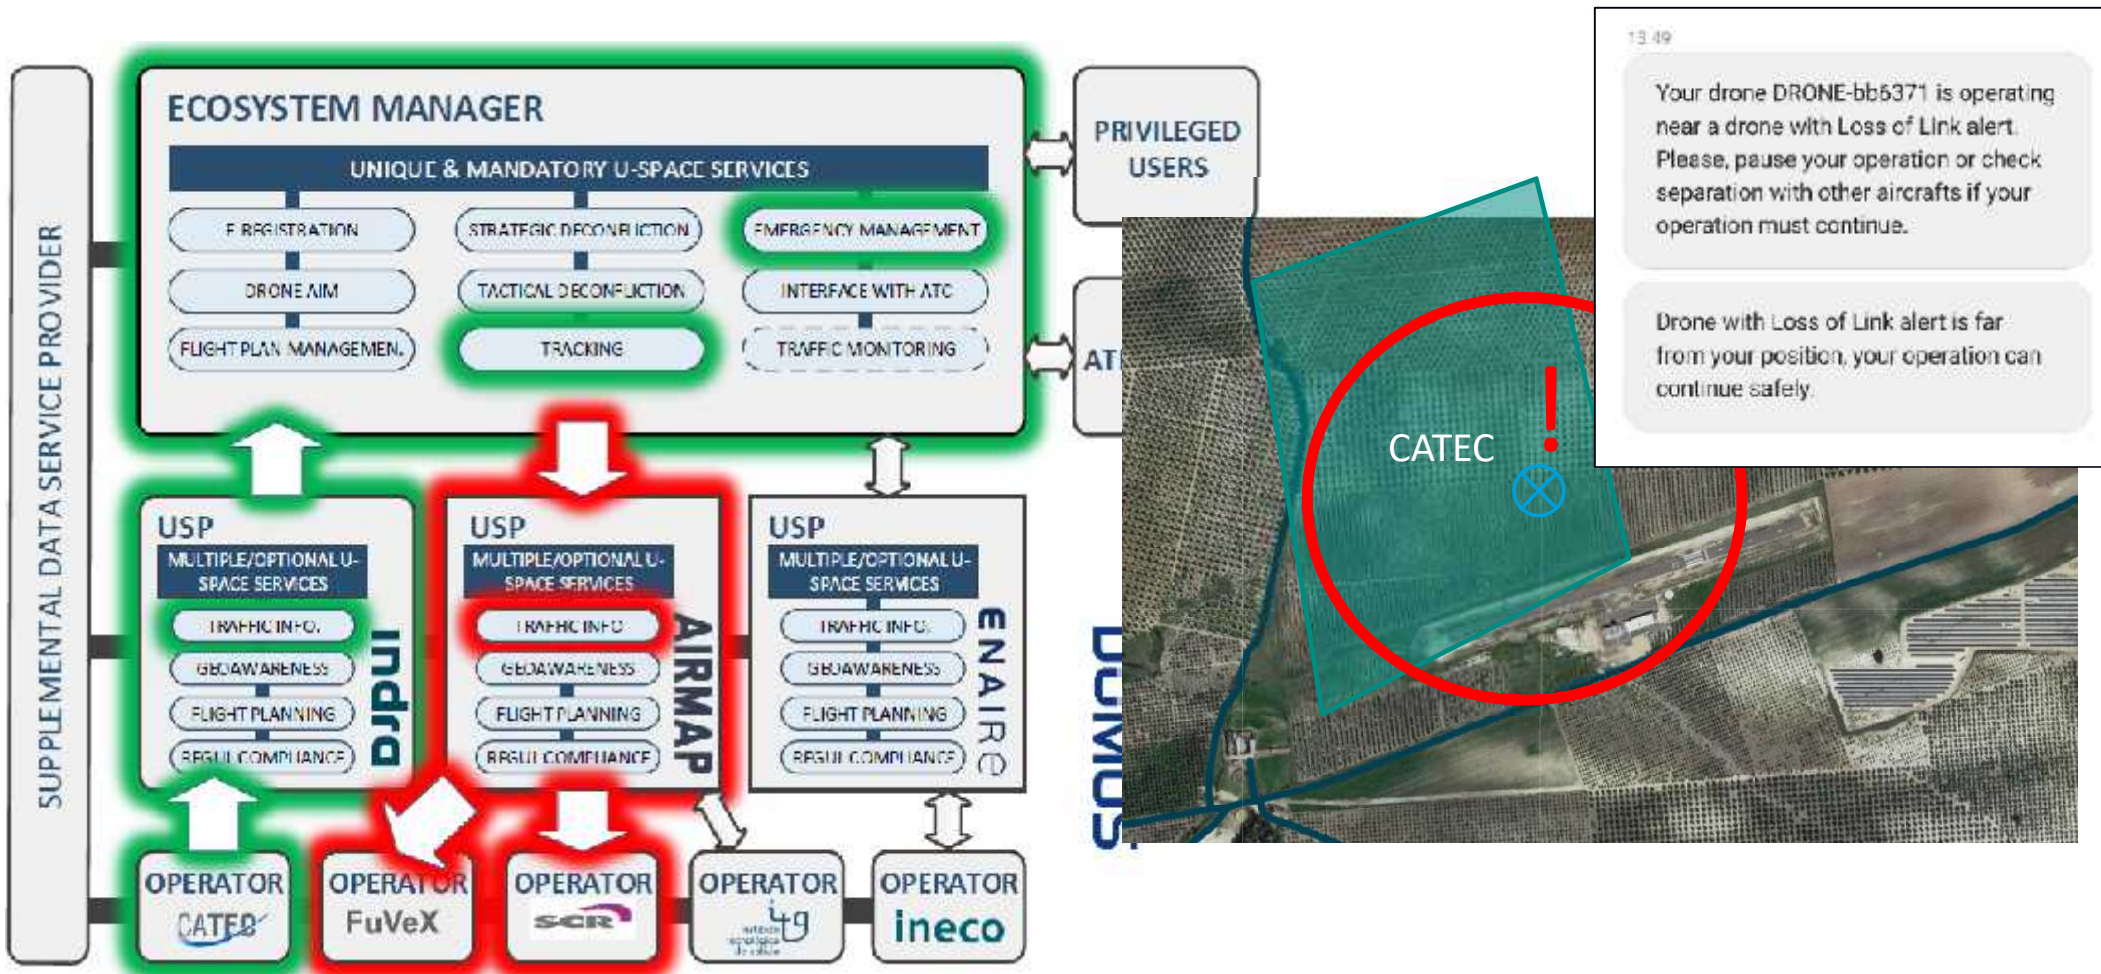 SUPPLEMENTAL DATA SERVICE PROVIDER
ECOSYSTEM MANAGER
UNIQUE & MANDATORY U-SPACE SERVICES
E-REGISTRATION
STRATEGIC DECONFLICTION
EMERGENCY MANAGEMENT
DRONE AIM
TACTICAL DECONFLICTION
INTERFACE WITH ATC
FLIGHT PLAN MANAGEMEN.
TRACKING
TRAFFIC MONITORING
PRIVILEGED
USERS
USP
MULTIPLE/OPTIONAL U-
SPACE SERVICES
TRAFFIC INFO.
GEOAWARENESS
FLIGHT PLANNING
REGUL COMPLIANCE
indra
USP
MULTIPLE/OPTIONAL U-
SPACE SERVICES
TRAFFIC INFO
GEOAWARENESS
FLIGHT PLANNING
REGUL COMPLIANCE
AIRMAP
USP
MULTIPLE/OPTIONAL U-
SPACE SERVICES
TRAFFIC INFO.
GEOAWARENESS
FLIGHT PLANNING
REGUL COMPLIANCE
ENAIRe
OPERATOR
CATEC
OPERATOR
FuVeX
OPERATOR
SCR
OPERATOR
itg
OPERATOR
ineco
DOMUS
CATEC
!
13:49
Your drone DRONE-bb6371 is operating
near a drone with Loss of Link alert.
Please, pause your operation or check
separation with other aircrafts if your
operation must continue.
Drone with Loss of Link alert is far
from your position, your operation can
continue safely.